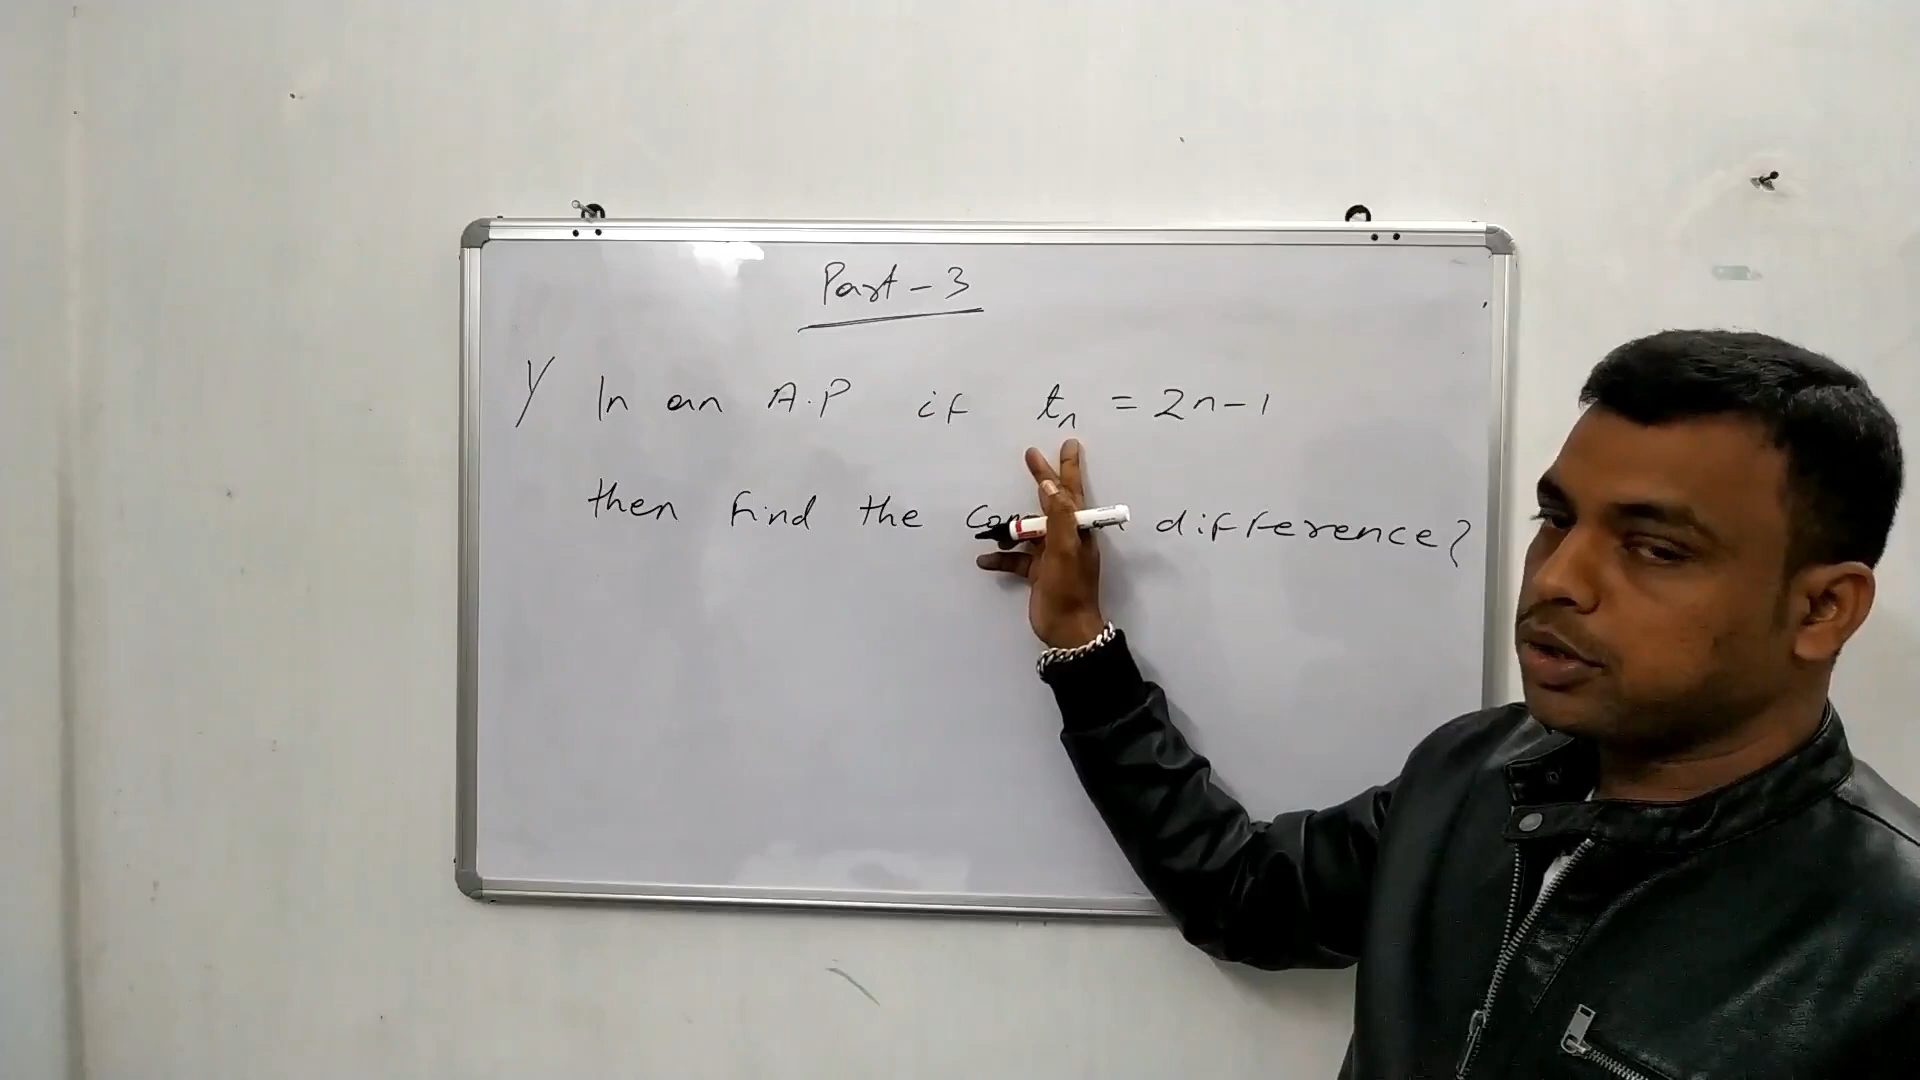 Part-3
1) In an A.P if tn = 2n-1
then find the difference?